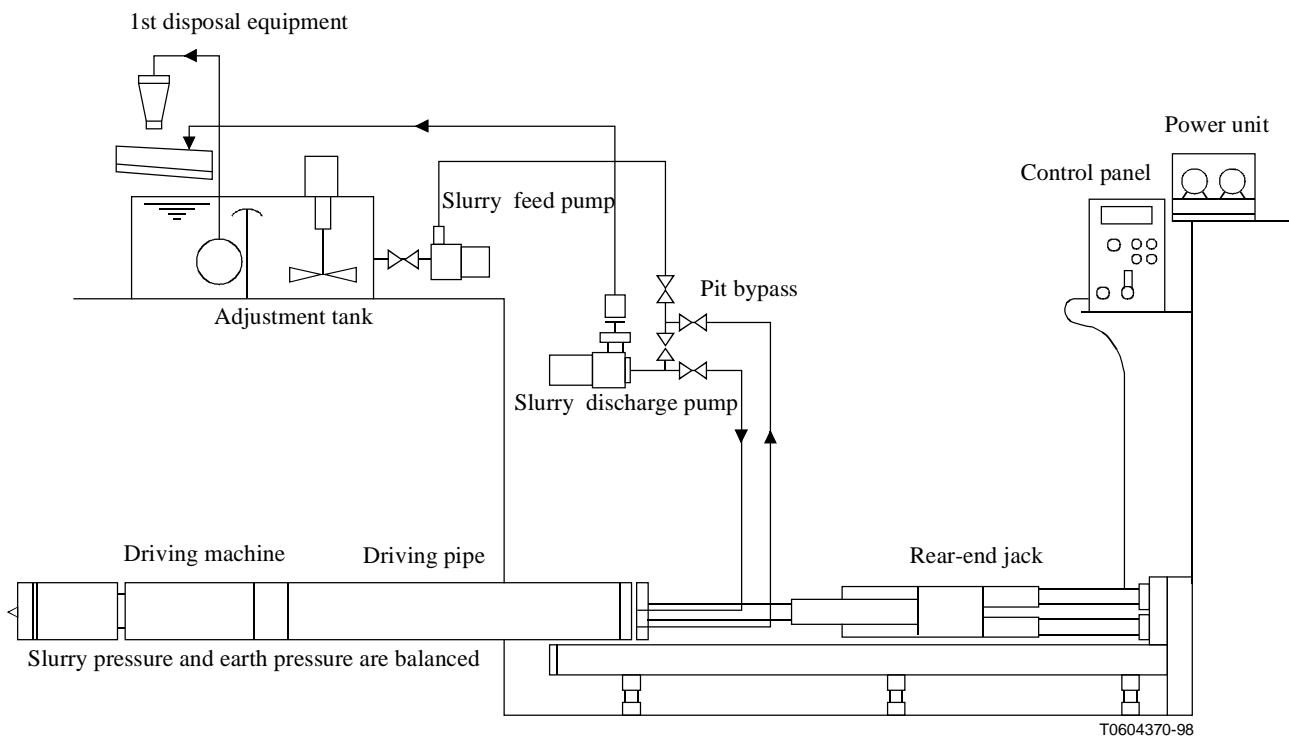 1st disposal equipment
Power unit
Control panel
Slurry feed pump
Pit bypass
Adjustment tank
Slurry discharge pump
Driving machine
Driving pipe
Rear-end jack
Slurry pressure and earth pressure are balanced
T0604370-98